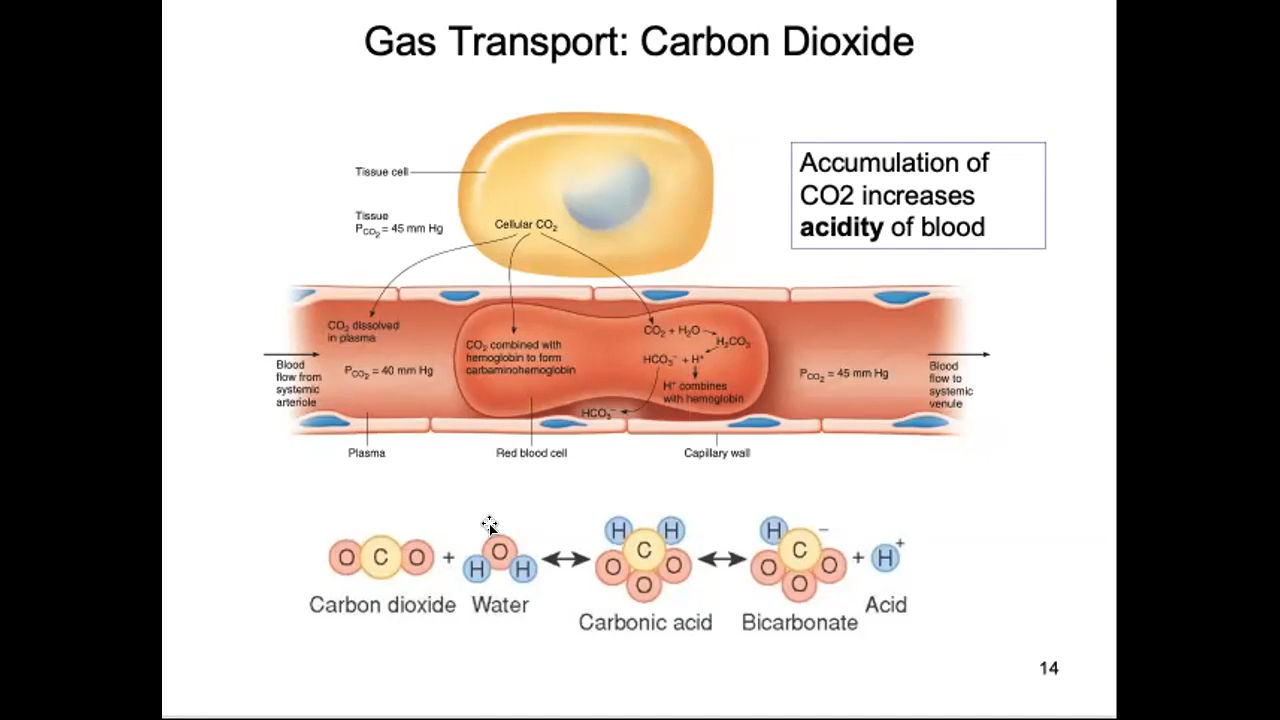 Gas Transport: Carbon Dioxide
Accumulation of
CO2 increases
acidity of blood
Tissue cell
Tissue
P_CO₂ = 45 mm Hg
Cellular CO₂
CO₂ dissolved
in plasma
P_CO₂ = 40 mm Hg
Blood
flow from
systemic
arteriole
CO₂ combined with
hemoglobin to form
carbaminohemoglobin
CO₂ + H₂O
H₂CO₃
HCO₃⁻ + H⁺
H⁺ combines
with hemoglobin
HCO₃⁻
P_CO₂ = 45 mm Hg
Blood
flow to
systemic
venule
Plasma
Red blood cell
Capillary wall
O C O + H O H ↔ H H C O O O ↔ H C O O O − + H +
Carbon dioxide Water Carbonic acid Bicarbonate Acid
14